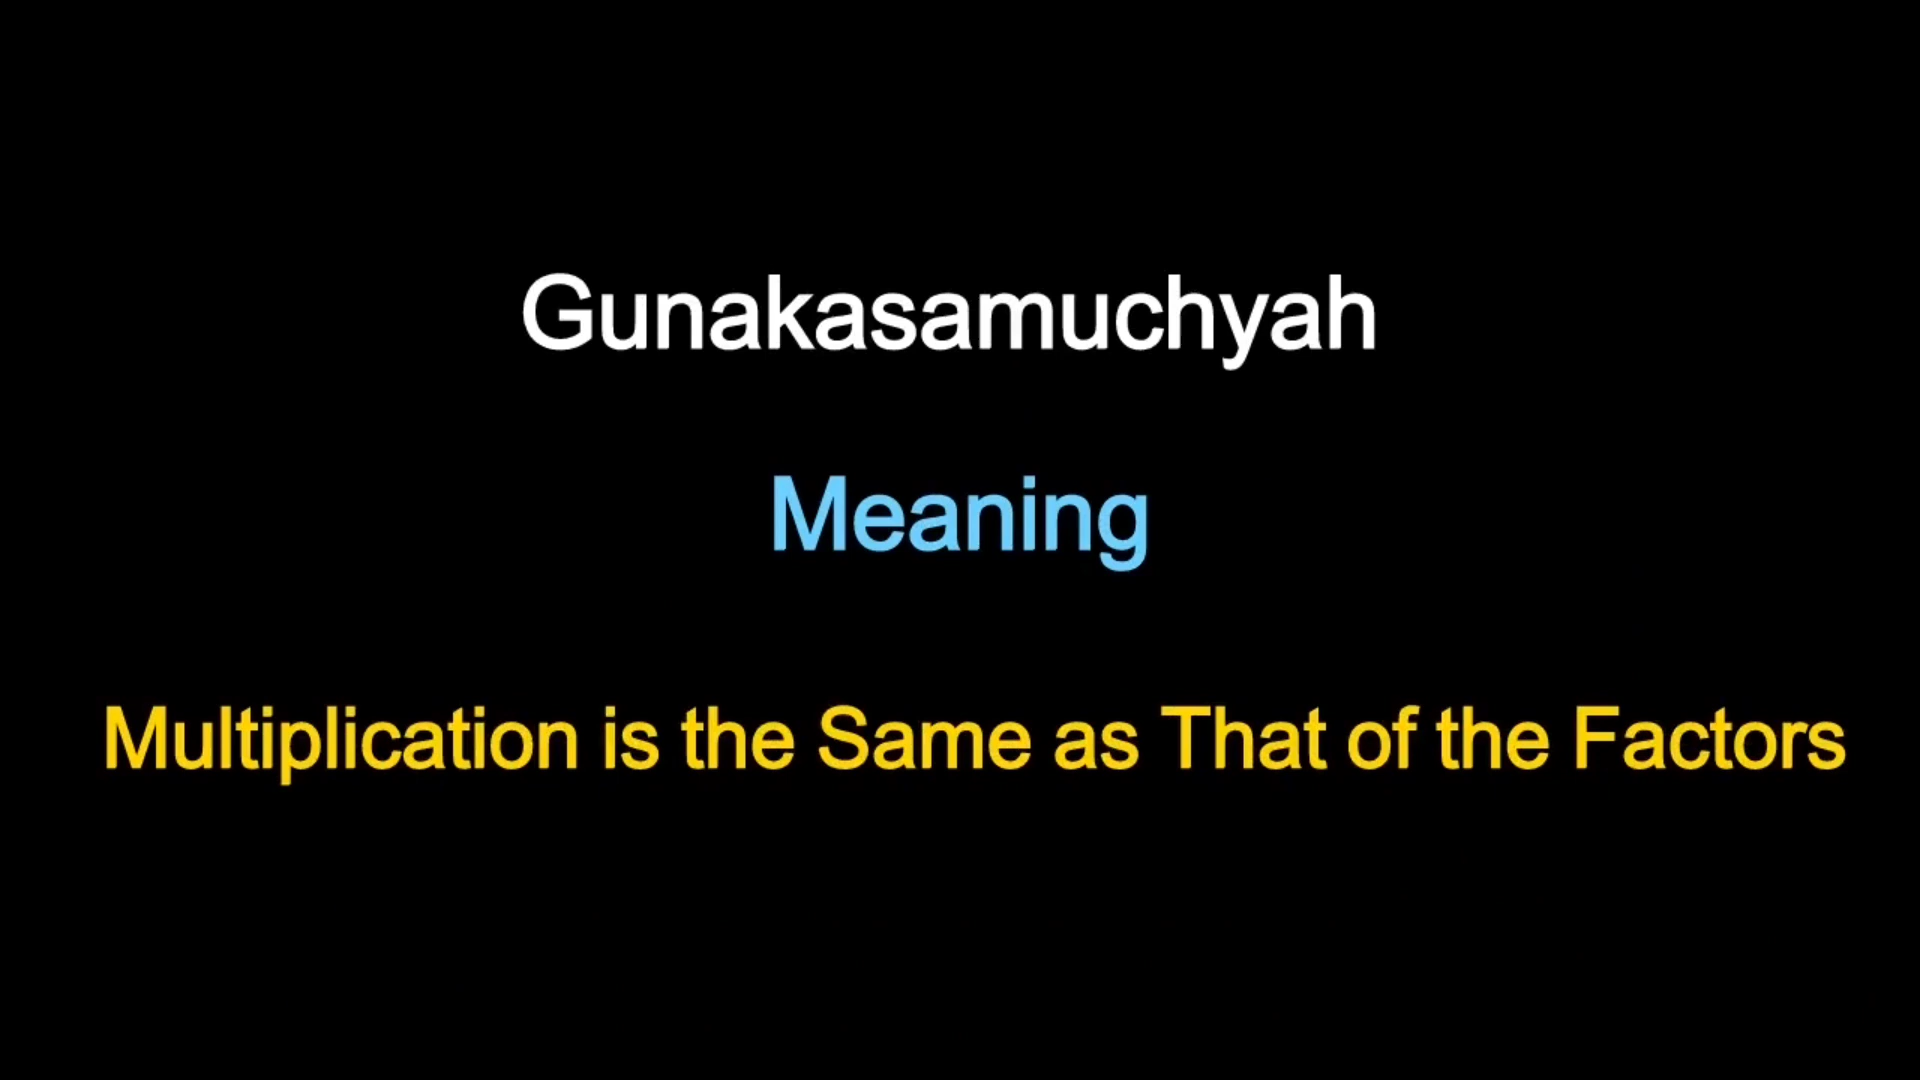 Gunakasamuchyah
Meaning
Multiplication is the Same as That of the Factors